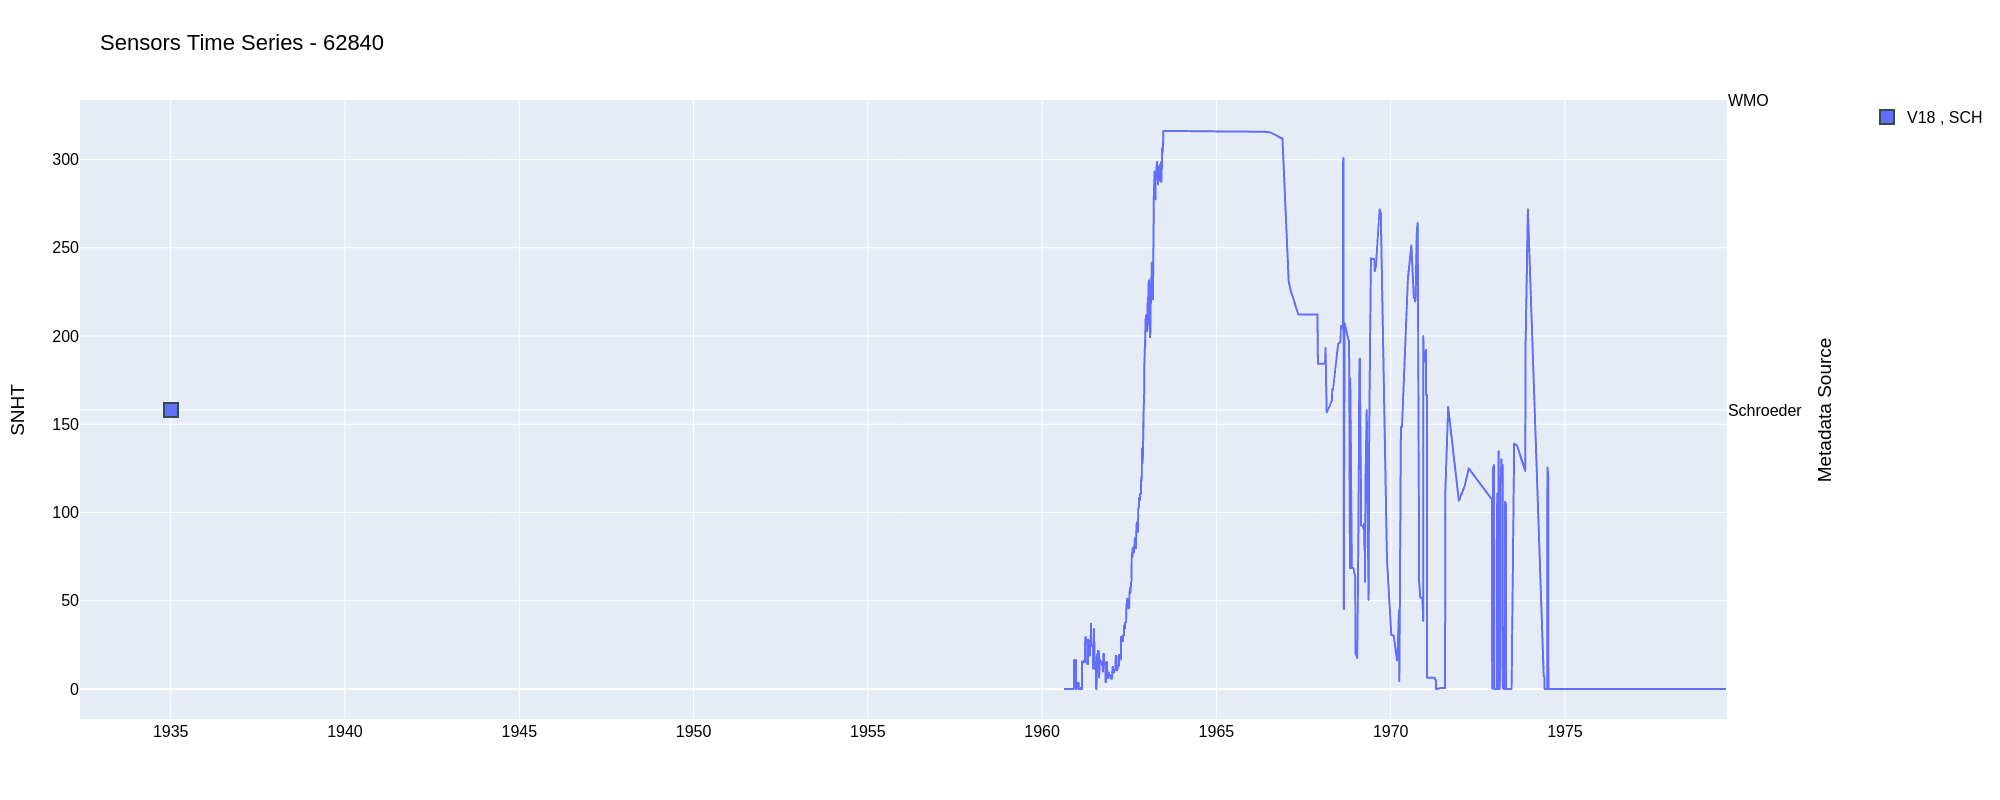 Sensors Time Series - 62840
WMO
V18 , SCH
300
250
200
SNHT
Metadata Source
Schroeder
150
100
50
0
1935 1940 1945 1950 1955 1960 1965 1970 1975